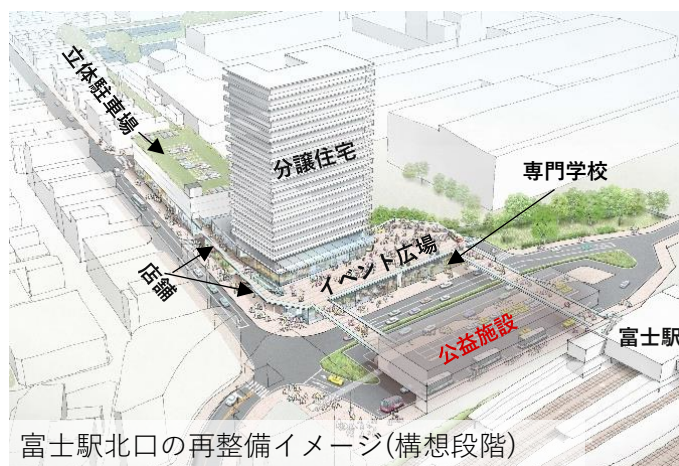 立体駐車場
分譲住宅
専門学校
イベント広場
店舗
公益施設
富士駅
富士駅北口の再整備イメージ(構想段階)